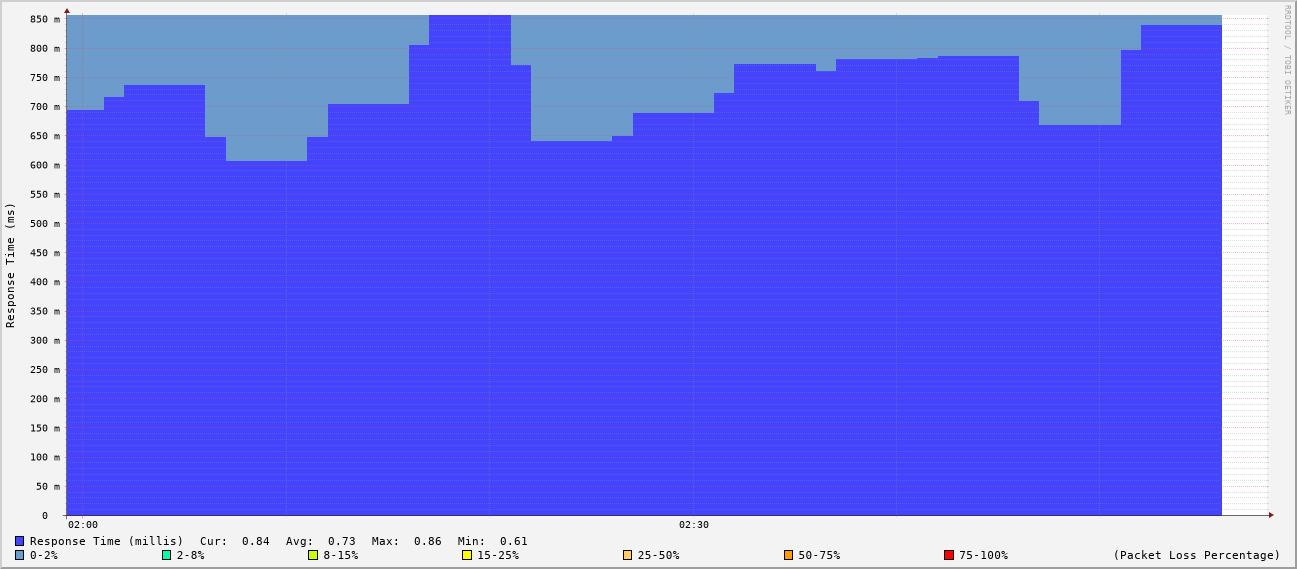 850 m
800 m
750 m
700 m
650 m
600 m
550 m
500 m
450 m
400 m
350 m
300 m
250 m
200 m
150 m
100 m
50 m
0
Response Time (ms)
RRDTOOL / TOBI OETIKER
02:00 02:30
Response Time (millis) Cur: 0.84 Avg: 0.73 Max: 0.86 Min: 0.61
0-2% 2-8% 8-15% 15-25% 25-50% 50-75% 75-100% (Packet Loss Percentage)